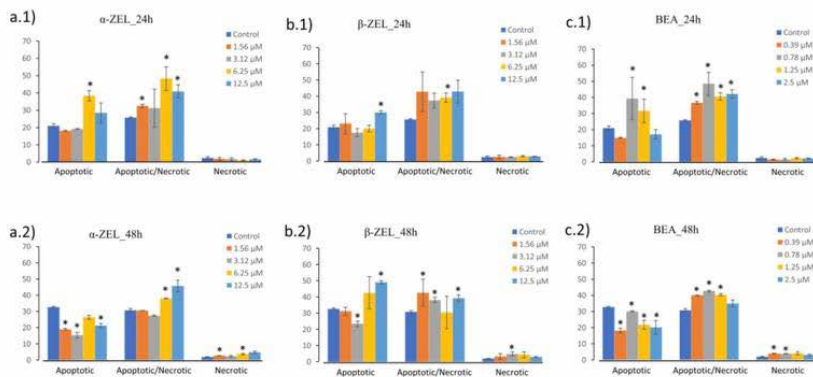 a.1)
α-ZEL_24h
70
60
50
40
30
20
10
0
Apoptotic
Apoptotic/Necrotic
Necrotic
Control
1.56 µM
3.12 µM
6.25 µM
12.5 µM
* * * *
b.1)
β-ZEL_24h
70
60
50
40
30
20
10
0
Apoptotic
Apoptotic/Necrotic
Necrotic
Control
1.56 µM
3.12 µM
6.25 µM
12.5 µM
* *
c.1)
BEA_24h
70
60
50
40
30
20
10
0
Apoptotic
Apoptotic/Necrotic
Necrotic
Control
0.39 µM
0.78 µM
1.25 µM
2.5 µM
* * * * * *
a.2)
α-ZEL_48h
70
60
50
40
30
20
10
0
Apoptotic
Apoptotic/Necrotic
Necrotic
Control
1.56 µM
3.12 µM
6.25 µM
12.5 µM
* * * * * * *
b.2)
β-ZEL_48h
70
60
50
40
30
20
10
0
Apoptotic
Apoptotic/Necrotic
Necrotic
Control
1.56 µM
3.12 µM
6.25 µM
12.5 µM
* * * * * *
c.2)
BEA_48h
70
60
50
40
30
20
10
0
Apoptotic
Apoptotic/Necrotic
Necrotic
Control
0.39 µM
0.78 µM
1.25 µM
2.5 µM
* * * * * * * * *